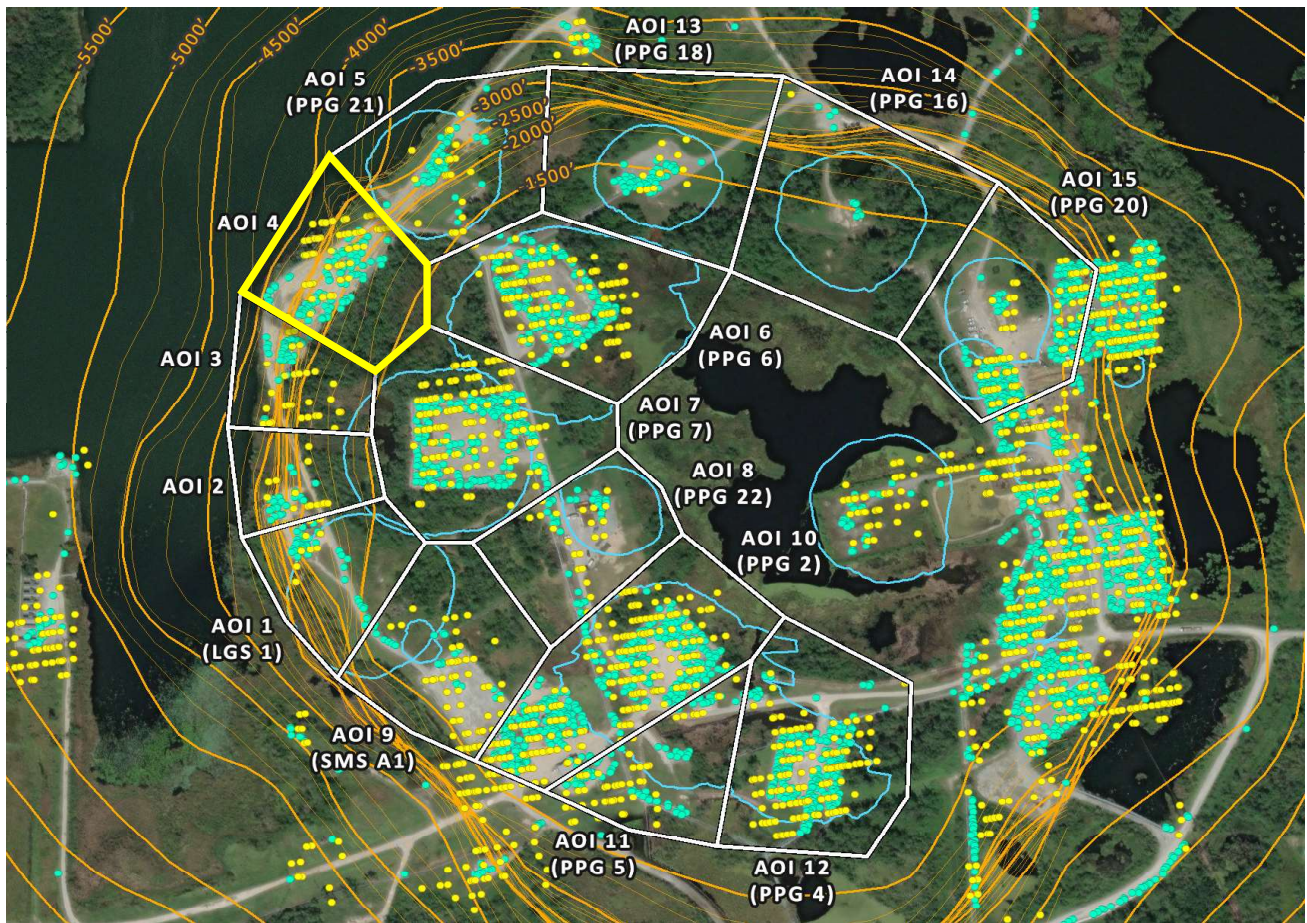 -5500'
-5000'
-4500'
-4000'
-3500'
-3000'
-2500'
-2000'
-1500'
AOI 13
(PPG 18)
AOI 5
(PPG 21)
AOI 14
(PPG 16)
AOI 15
(PPG 20)
AOI 4
AOI 6
(PPG 6)
AOI 3
AOI 7
(PPG 7)
AOI 8
(PPG 22)
AOI 2
AOI 10
(PPG 2)
AOI 1
(LGS 1)
AOI 9
(SMS A1)
AOI 11
(PPG 5)
AOI 12
(PPG 4)